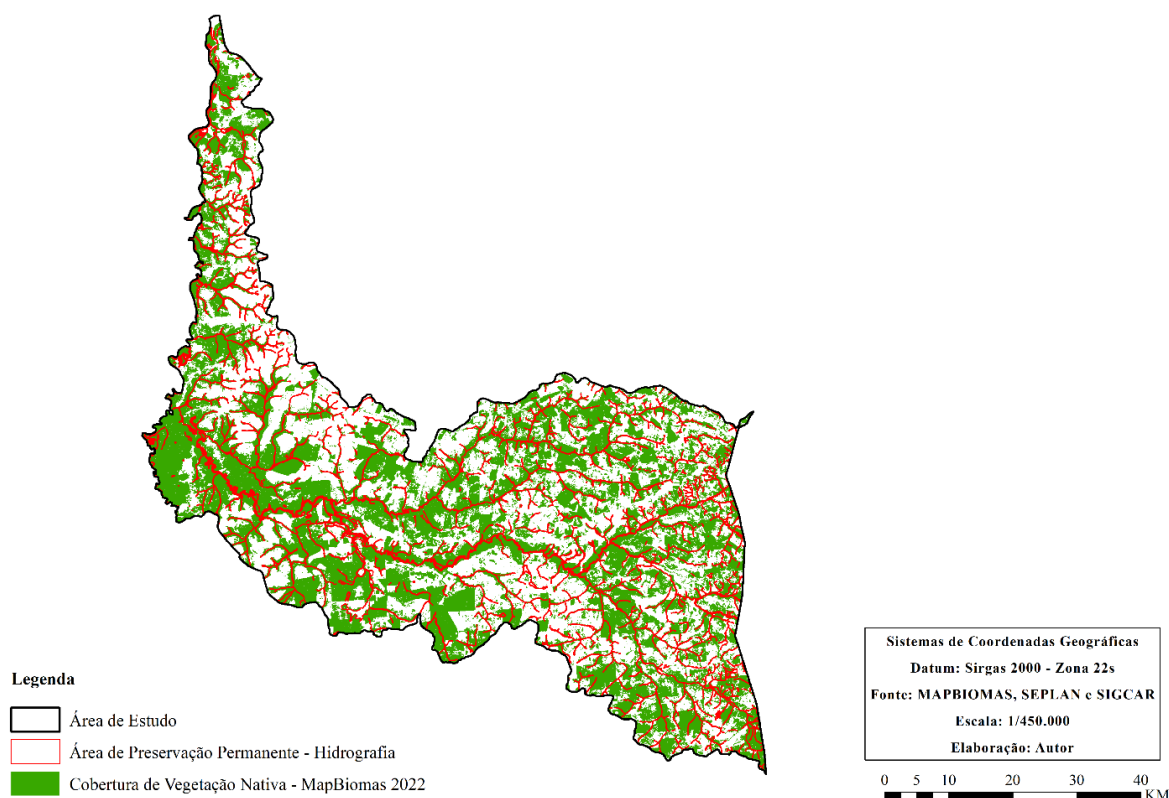 Legenda
Área de Estudo
Área de Preservação Permanente - Hidrografia
Cobertura de Vegetação Nativa - MapBiomas 2022
Sistemas de Coordenadas Geográficas
Datum: Sirgas 2000 - Zona 22s
Fonte: MAPBIOMAS, SEPLAN e SIGCAR
Escala: 1/450.000
Elaboração: Autor
0 5 10 20 30 40
KM